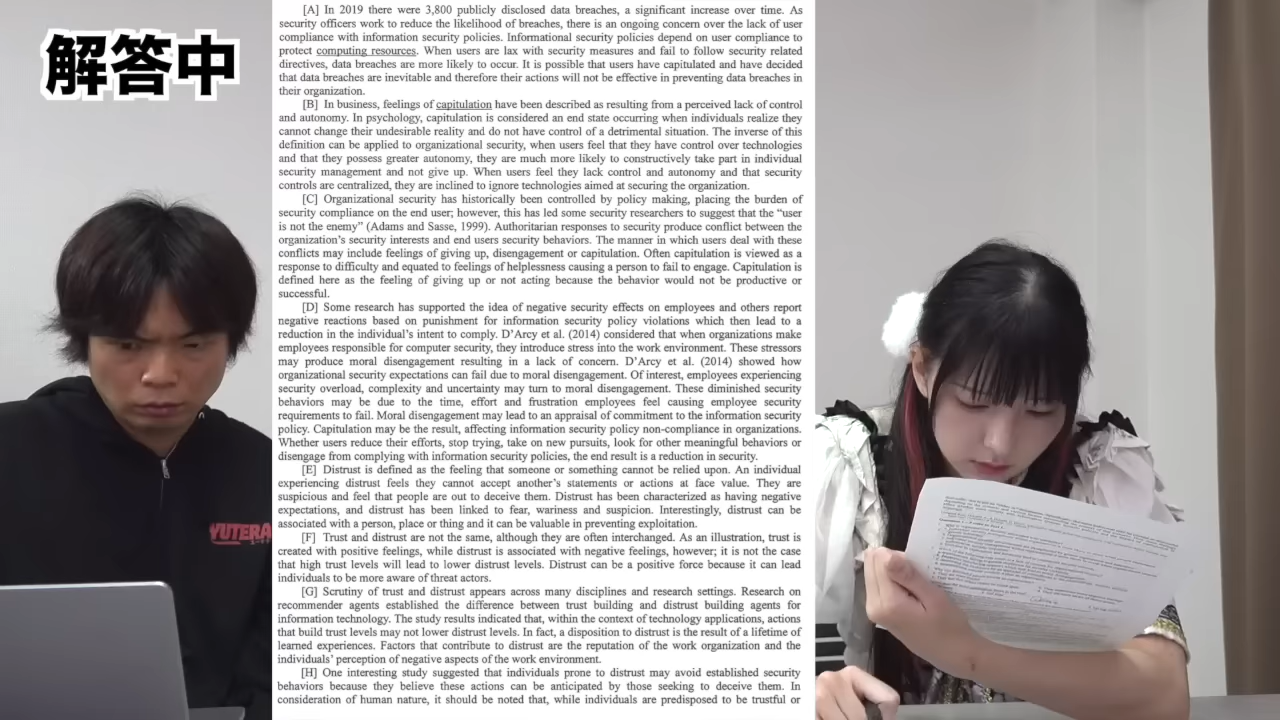 解答中
[A] In 2019 there were 3,800 publicly disclosed data breaches, a significant increase over time. As
security officers work to reduce the likelihood of breaches, there is an ongoing concern over the lack of user
compliance with information security policies. Informational security policies depend on user compliance to
protect computing resources. When users are lax with security measures and fail to follow security related
directives, data breaches are more likely to occur. It is possible that users have capitulated and have decided
that data breaches are inevitable and therefore their actions will not be effective in preventing data breaches in
their organization.
[B] In business, feelings of capitulation have been described as resulting from a perceived lack of control
and autonomy. In psychology, capitulation is considered an end state occurring when individuals realize they
cannot change their undesirable reality and do not have control of a detrimental situation. The inverse of this
definition can be applied to organizational security, when users feel that they have control over technologies
and that they possess greater autonomy, they are much more likely to constructively take part in individual
security management and not give up. When users feel they lack control and autonomy and that security
controls are centralized, they are inclined to ignore technologies aimed at securing the organization.
[C] Organizational security has historically been controlled by policy making, placing the burden of
security compliance on the end user; however, this has led some security researchers to suggest that the “user
is not the enemy” (Adams and Sasse, 1999). Authoritarian responses to security produce conflict between the
organization’s security interests and end users security behaviors. The manner in which users deal with these
conflicts may include feelings of giving up, disengagement or capitulation. Often capitulation is viewed as a
response to difficulty and equated to feelings of helplessness causing a person to fail to engage. Capitulation is
defined here as the feeling of giving up or not acting because the behavior would not be productive or
successful.
[D] Some research has supported the idea of negative security effects on employees and others report
negative reactions based on punishment for information security policy violations which then lead to a
reduction in the individual’s intent to comply. D’Arcy et al. (2014) considered that when organizations make
employees responsible for computer security, they introduce stress into the work environment. These stressors
may produce moral disengagement resulting in a lack of concern. D’Arcy et al. (2014) showed how
organizational security expectations can fail due to moral disengagement. Of interest, employees experiencing
security overload, complexity and uncertainty may turn to moral disengagement. These diminished security
behaviors may be due to the time, effort and frustration employees feel causing employee security
requirements to fail. Moral disengagement may lead to an appraisal of commitment to the information security
policy. Capitulation may be the result, affecting information security policy non-compliance in organizations.
Whether users reduce their efforts, stop trying, take on new pursuits, look for other meaningful behaviors or
disengage from complying with information security policies, the end result is a reduction in security.
[E] Distrust is defined as the feeling that someone or something cannot be relied upon. An individual
experiencing distrust feels they cannot accept another’s statements or actions at face value. They are
suspicious and feel that people are out to deceive them. Distrust has been characterized as having negative
expectations, and distrust has been linked to fear, wariness and suspicion. Interestingly, distrust can be
associated with a person, place or thing and it can be valuable in preventing exploitation.
[F] Trust and distrust are not the same, although they are often interchanged. As an illustration, trust is
created with positive feelings, while distrust is associated with negative feelings, however; it is not the case
that high trust levels will lead to lower distrust levels. Distrust can be a positive force because it can lead
individuals to be more aware of threat actors.
[G] Scrutiny of trust and distrust appears across many disciplines and research settings. Research on
recommender agents established the difference between trust building and distrust building agents for
information technology. The study results indicated that, within the context of technology applications, actions
that build trust levels may not lower distrust levels. In fact, a disposition to distrust is the result of a lifetime of
learned experiences. Factors that contribute to distrust are the reputation of the work organization and the
individuals’ perception of negative aspects of the work environment.
[H] One interesting study suggested that individuals prone to distrust may avoid established security
behaviors because they believe these actions can be anticipated by those seeking to deceive them. In
consideration of human nature, it should be noted that, while individuals are predisposed to be trustful or
YUTERA